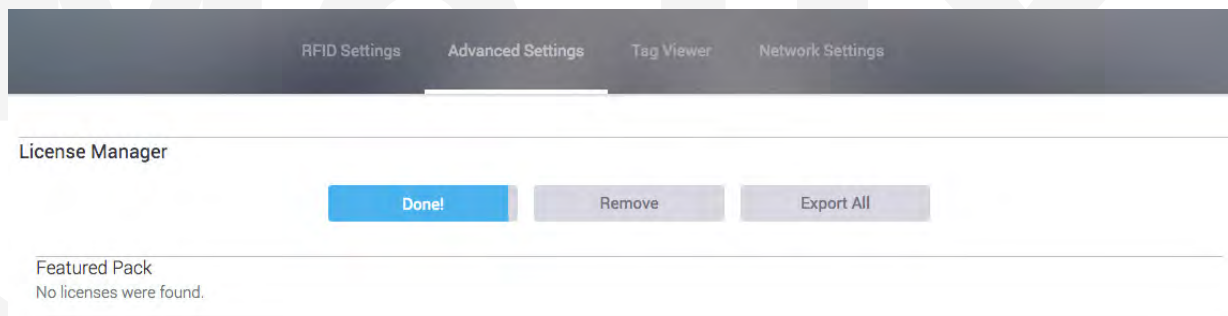 RFID Settings Advanced Settings Tag Viewer Network Settings
License Manager
Done! Remove Export All
Featured Pack
No licenses were found.